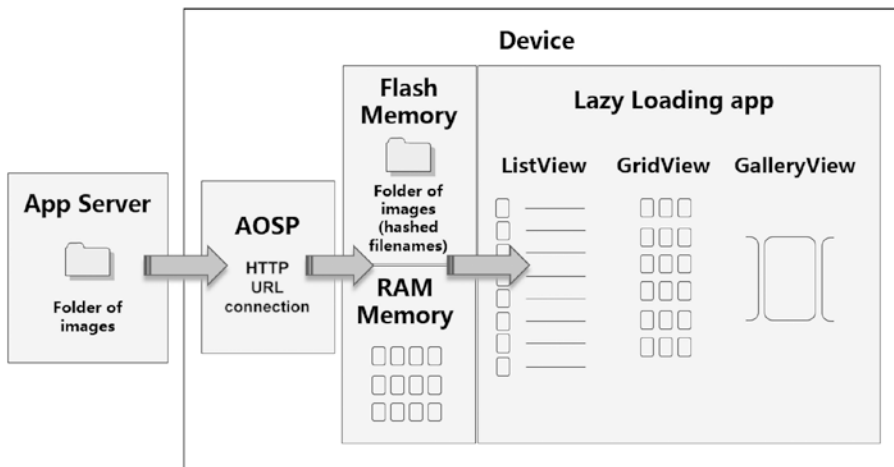 Device
App Server
Folder of
images
AOSP
HTTP
URL
connection
Flash
Memory
Folder of
images
(hashed
filenames)
RAM
Memory
Lazy Loading app
ListView
GridView
GalleryView